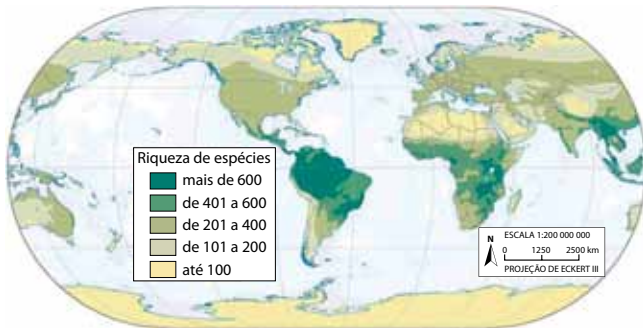 Riqueza de espécies
mais de 600
de 401 a 600
de 201 a 400
de 101 a 200
até 100
N
ESCALA 1:200 000 000
0 1250 2500 km
PROJEÇÃO DE ECKERT III